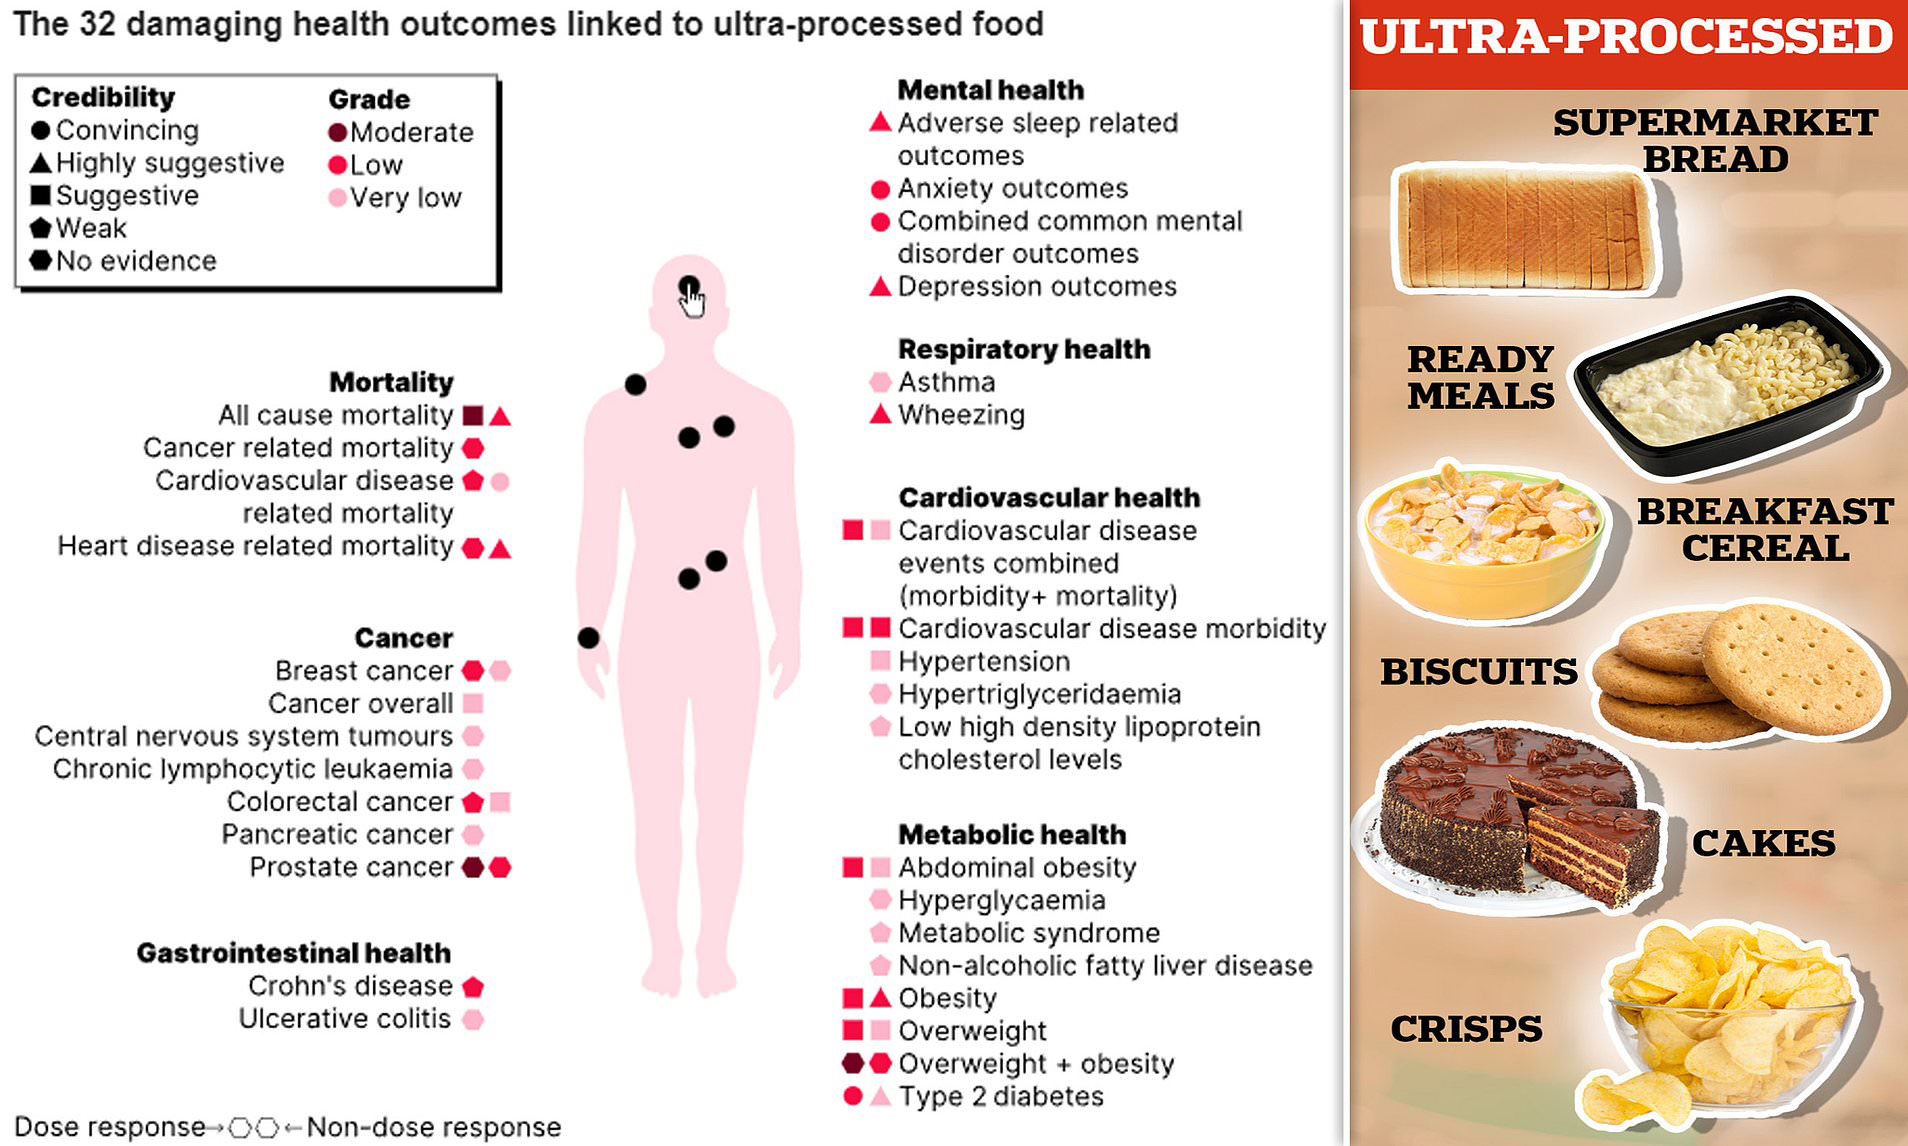 The 32 damaging health outcomes linked to ultra-processed food
Credibility
Convincing
Highly suggestive
Suggestive
Weak
No evidence
Grade
Moderate
Low
Very low
Mortality
All cause mortality
Cancer related mortality
Cardiovascular disease
related mortality
Heart disease related mortality
Cancer
Breast cancer
Cancer overall
Central nervous system tumours
Chronic lymphocytic leukaemia
Colorectal cancer
Pancreatic cancer
Prostate cancer
Gastrointestinal health
Crohn's disease
Ulcerative colitis
Dose response
Non-dose response
Mental health
Adverse sleep related
outcomes
Anxiety outcomes
Combined common mental
disorder outcomes
Depression outcomes
Respiratory health
Asthma
Wheezing
Cardiovascular health
Cardiovascular disease
events combined
(morbidity+ mortality)
Cardiovascular disease morbidity
Hypertension
Hypertriglyceridaemia
Low high density lipoprotein
cholesterol levels
Metabolic health
Abdominal obesity
Hyperglycaemia
Metabolic syndrome
Non-alcoholic fatty liver disease
Obesity
Overweight
Overweight + obesity
Type 2 diabetes
ULTRA-PROCESSED
SUPERMARKET
BREAD
READY
MEALS
BREAKFAST
CEREAL
BISCUITS
CAKES
CRISPS